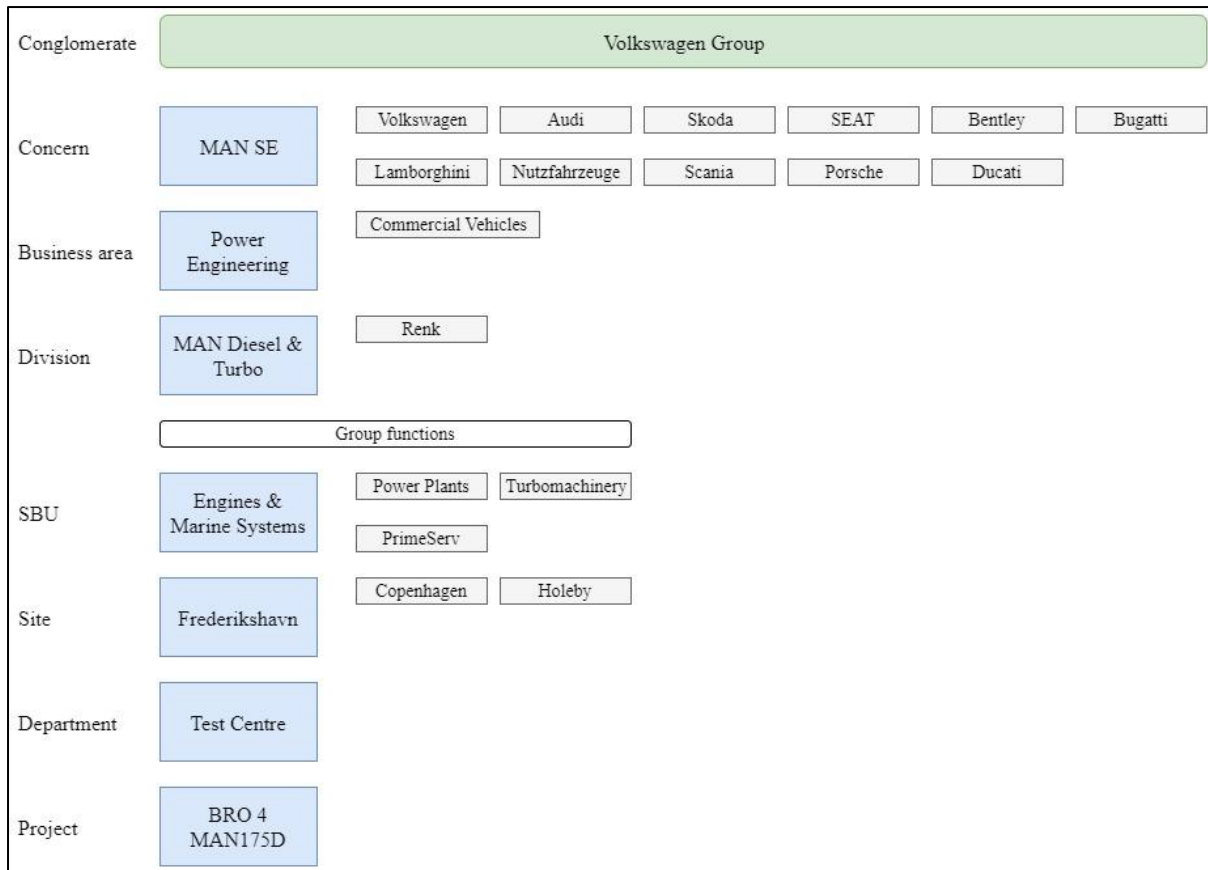 Conglomerate
Volkswagen Group
Concern
MAN SE
Volkswagen
Audi
Skoda
SEAT
Bentley
Bugatti
Lamborghini
Nutzfahrzeuge
Scania
Porsche
Ducati
Business area
Power
Engineering
Commercial Vehicles
Division
MAN Diesel &
Turbo
Renk
Group functions
SBU
Engines &
Marine Systems
Power Plants
Turbomachinery
PrimeServ
Site
Frederikshavn
Copenhagen
Holeby
Department
Test Centre
Project
BRO 4
MAN175D